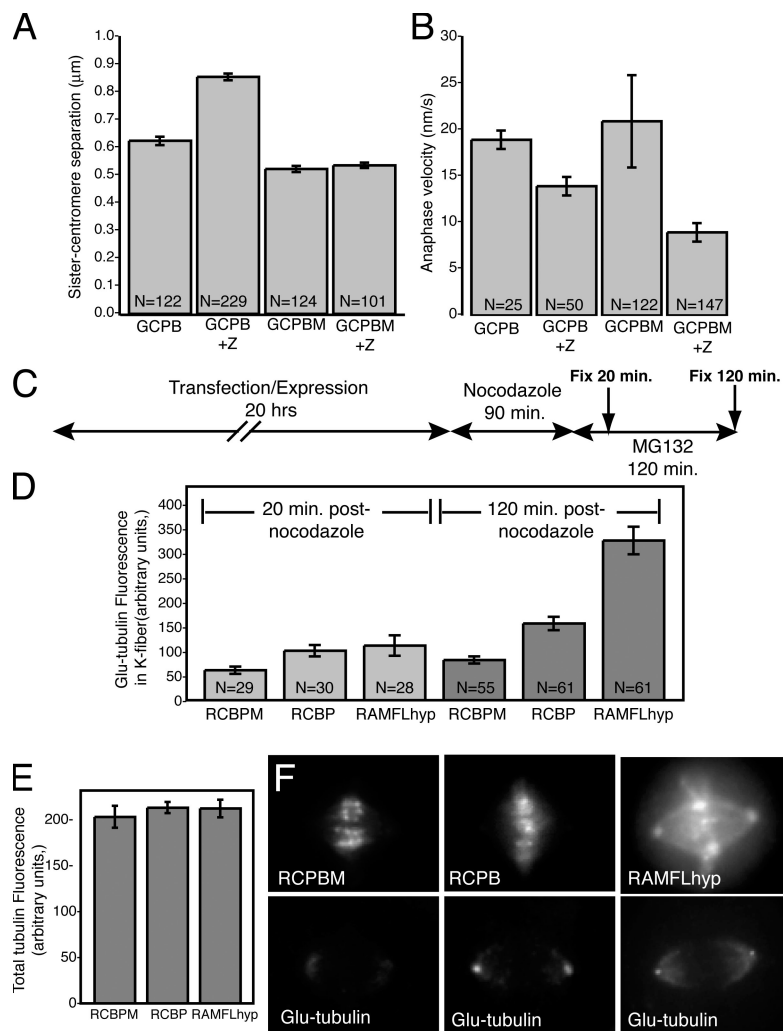 A
Sister-centromere separation (μm)
1.0
0.9
0.8
0.7
0.6
0.5
0.4
0.3
0.2
0.1
0.0
N=122
N=229
N=124
N=101
GCPB
GCPB
+Z
GCPBM
GCPBM
+Z
B
Anaphase velocity (nm/s)
30
25
20
15
10
5
0
N=25
N=50
N=122
N=147
GCPB
GCPB
+Z
GCPBM
GCPBM
+Z
C
Transfection/Expression
20 hrs
Nocodazole
90 min.
Fix 20 min.
Fix 120 min.
MG132
120 min.
D
Glu-tubulin Fluorescence
in K-fiber(arbitrary units,)
400
350
300
250
200
150
100
50
0
20 min. post-
nocodazole
120 min. post-
nocodazole
N=29
N=30
N=28
N=55
N=61
N=61
RCBPM
RCBP
RAMFLhyp
RCBPM
RCBP
RAMFLhyp
E
Total tubulin Fluorescence
(arbitrary units,)
200-
150-
100-
50-
0
RCBPM
RCBP
RAMFLhyp
F
RCPBM
RCPB
RAMFLhyp
Glu-tubulin
Glu-tubulin
Glu-tubulin